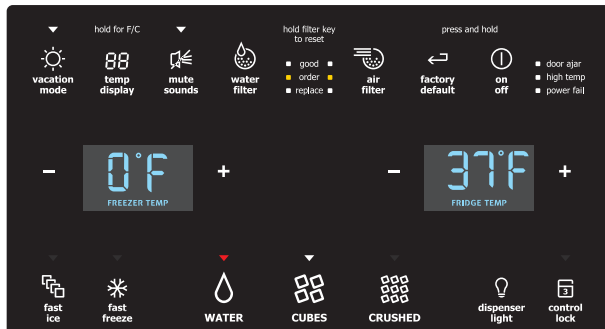 hold for F/C
hold filter key
to reset
press and hold
vacation
mode
88
temp
display
mute
sounds
water
filter
good
order
replace
air
filter
factory
default
on
off
door ajar
high temp
power fail
- 0°F +
FREEZER TEMP
- 37°F +
FRIDGE TEMP
fast
ice
fast
freeze
WATER
CUBES
CRUSHED
dispenser
light
3
control
lock